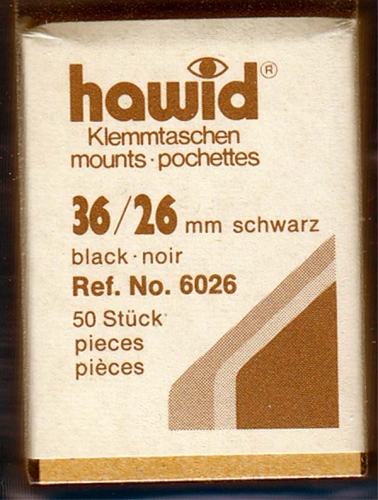 hawid®
Klemmtaschen
mounts · pochettes
36/26 mm schwarz
black · noir
Ref. No. 6026
50 Stück
pieces
pièces